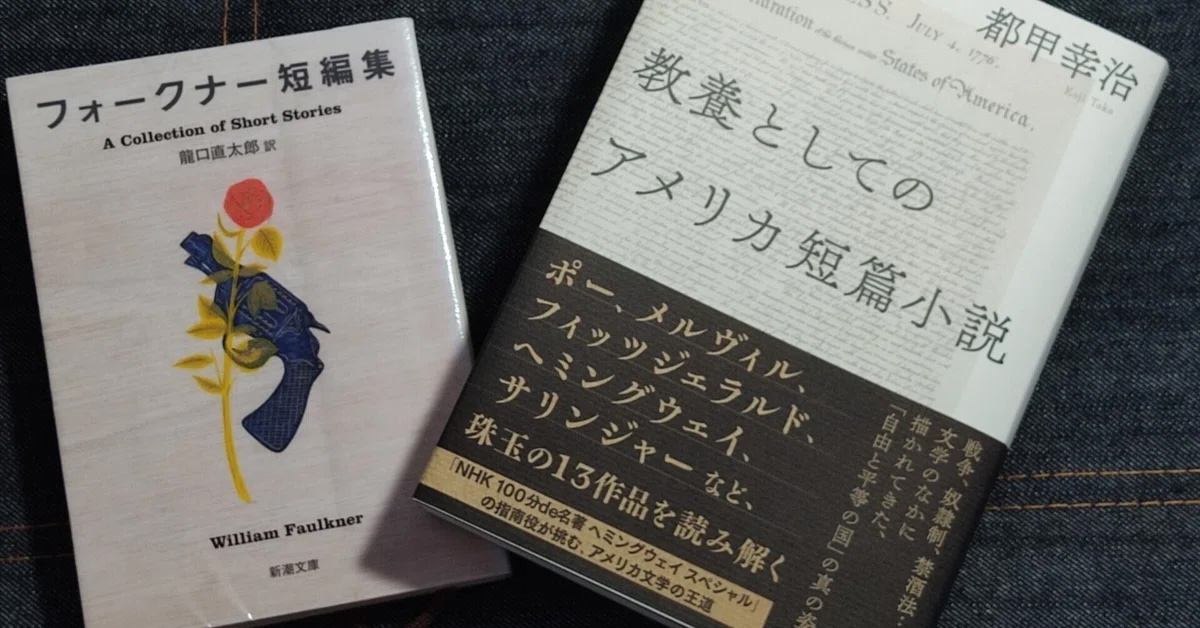 フォークナー短編集
A Collection of Short Stories
龍口直太郎 訳
William Faulkner
新潮文庫
JULY 4, 1776.
States of America.
都甲幸治
Koji Toko
教養としての
アメリカ短篇小説
ポー、メルヴィル、
フィッツジェラルド、
ヘミングウェイ、
サリンジャーなど、
珠玉の13作品を読み解く
戦争、奴隷制、禁酒法…
文学のなかに
描かれてきた、
「自由と平等の国」の真の姿
「NHK 100分de名著 ヘミングウェイ スペシャル」
の指南役が挑む、アメリカ文学の王道